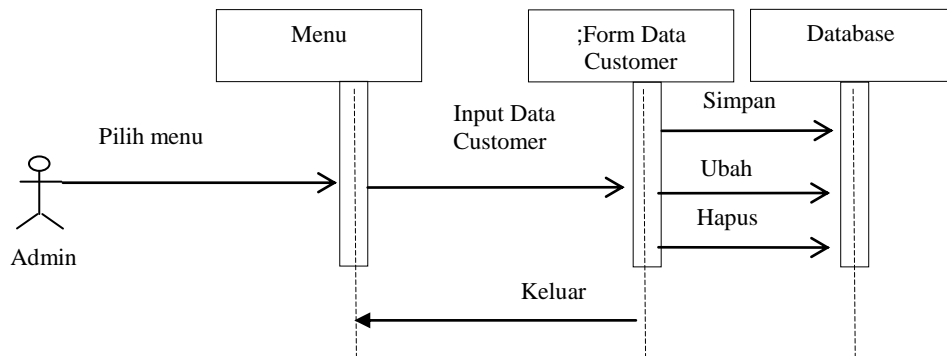 Menu
;Form Data
Customer
Database
Simpan
Input Data
Customer
Pilih menu
Ubah
Hapus
Admin
Keluar